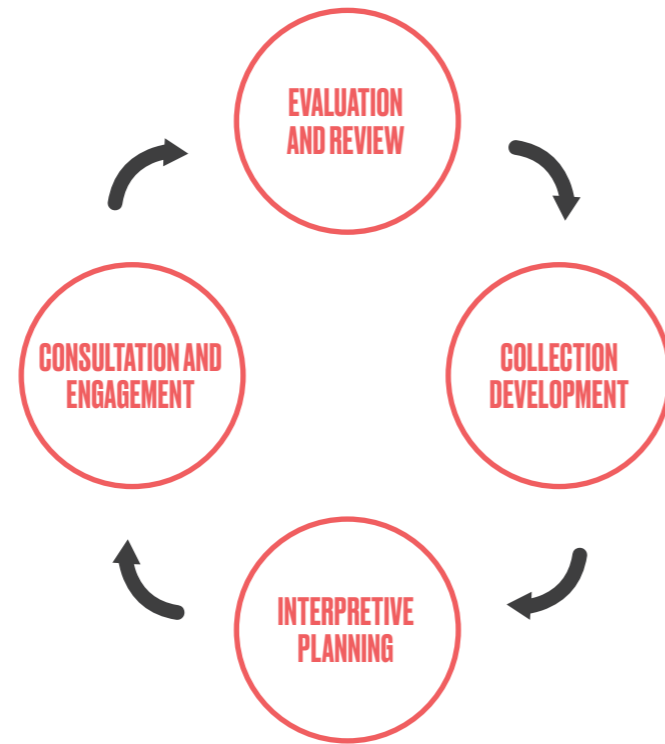 EVALUATION
AND REVIEW
CONSULTATION AND
ENGAGEMENT
COLLECTION
DEVELOPMENT
INTERPRETIVE
PLANNING